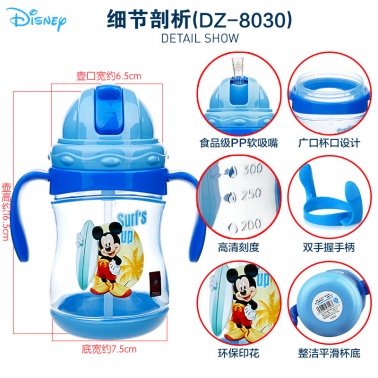 Disney
细节剖析(DZ-8030)
DETAIL SHOW
壶口宽约6.5cm
壶高约16.5cm
底宽约7.5cm
Surf's
up
食品级PP软吸嘴
广口杯口设计
300
250
200
高清刻度
双手握手柄
up
环保印花
整洁平滑杯底